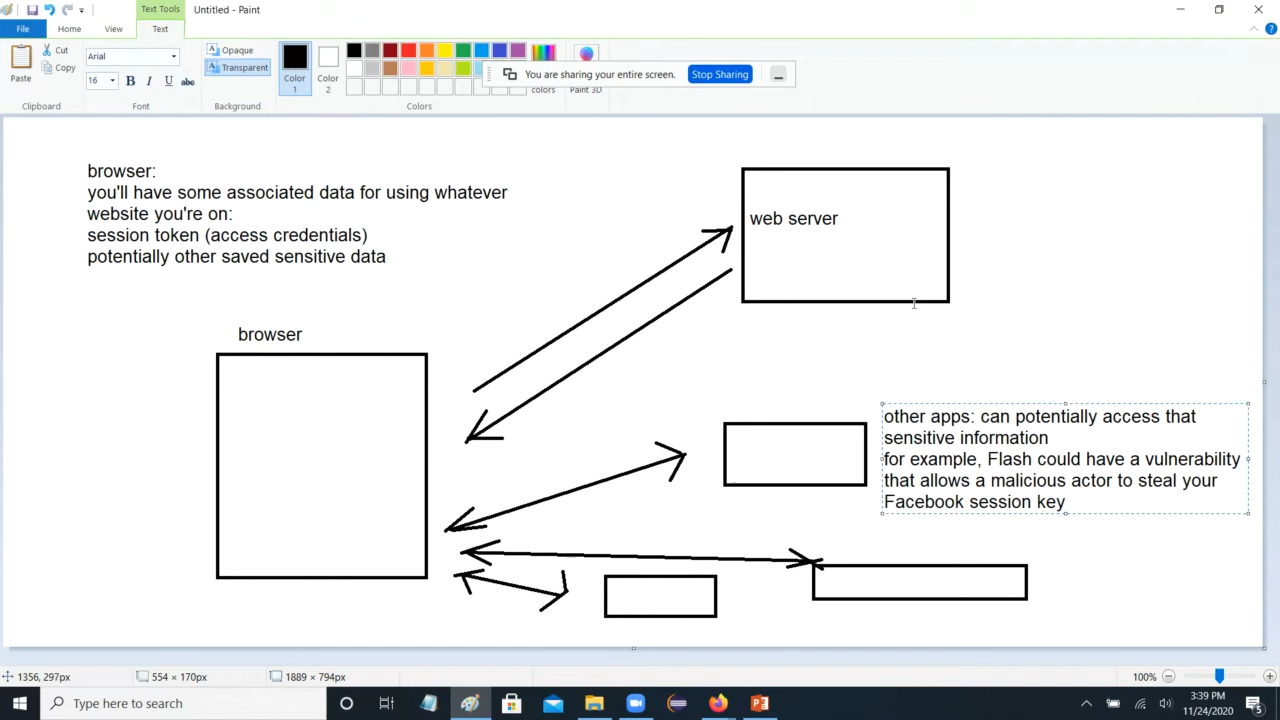 Text Tools
Untitled - Paint
File
Home
View
Text
Paste
Cut
Copy
Clipboard
Arial
16
B I U abc
Font
Opaque
Transparent
Background
Color 1
Color 2
Colors
colors
Paint 3D
You are sharing your entire screen.
Stop Sharing
browser:
you'll have some associated data for using whatever
website you're on:
session token (access credentials)
potentially other saved sensitive data
web server
browser
other apps: can potentially access that
sensitive information
for example, Flash could have a vulnerability
that allows a malicious actor to steal your
Facebook session key
1356, 297px
554 × 170px
1889 × 794px
100%
Type here to search
3:39 PM
11/24/2020
5